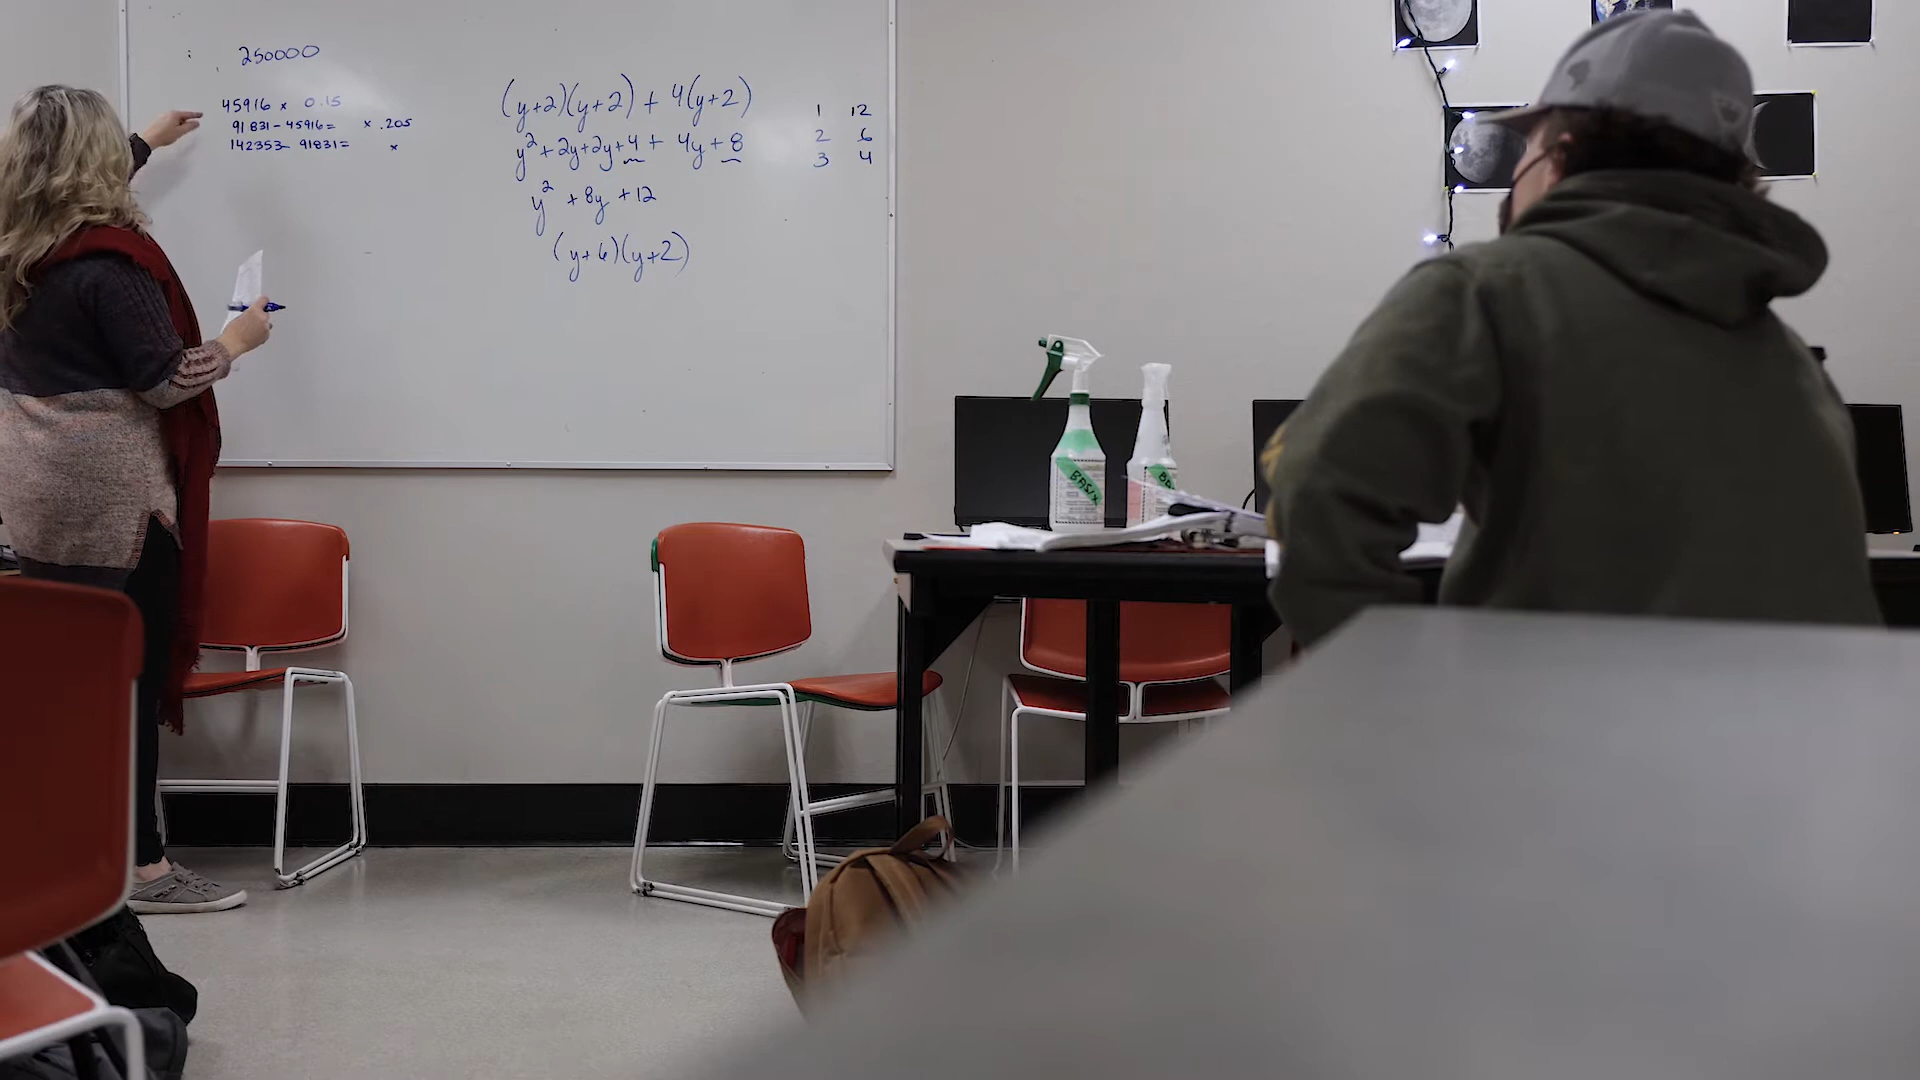 250000
45916 x 0.15
91831-45916= x .205
142353- 91831= x
(y+2)(y+2) + 4(y+2)
y²+2y+2y+4+ 4y+8
y² +8y +12
(y+6)(y+2)
1 12
2 6
3 4
BASIX